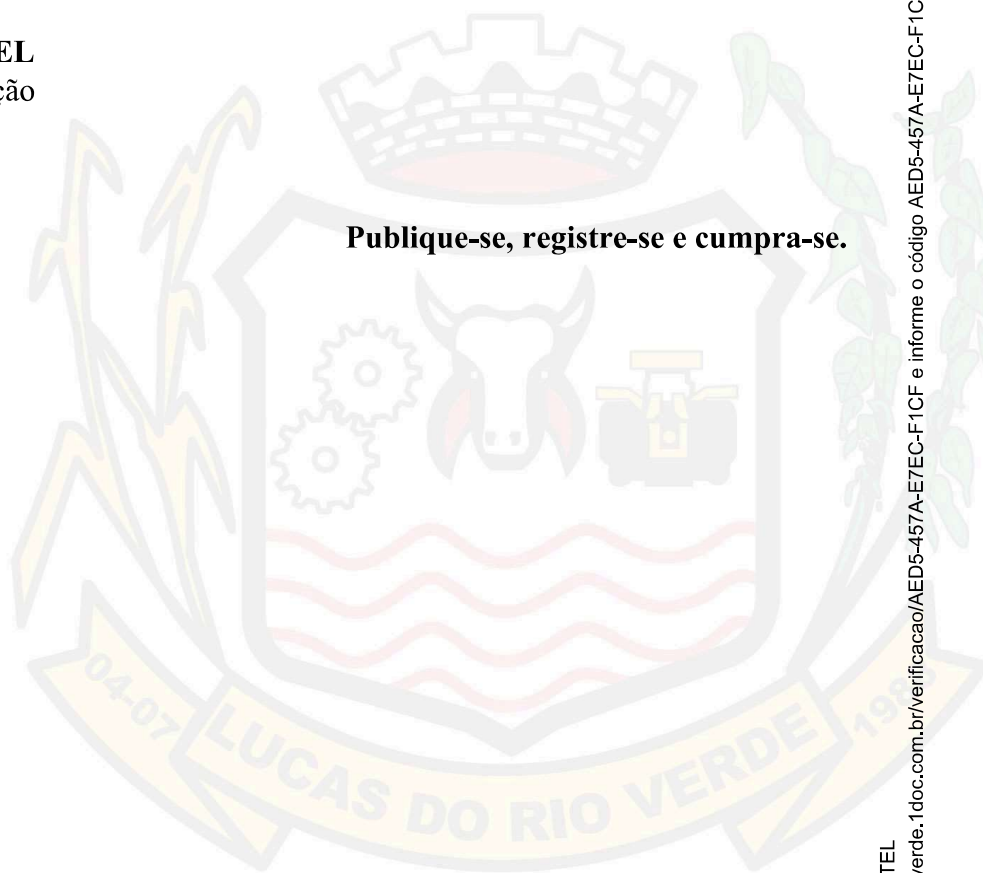 EL
ção
Publique-se, registre-se e cumpra-se.
04-07
LUCAS DO RIO VERDE
TEL
verde.1doc.com.br/verificacao/AED5-457A-E7EC-F1CF e informe o código AED5-457A-E7EC-F1C